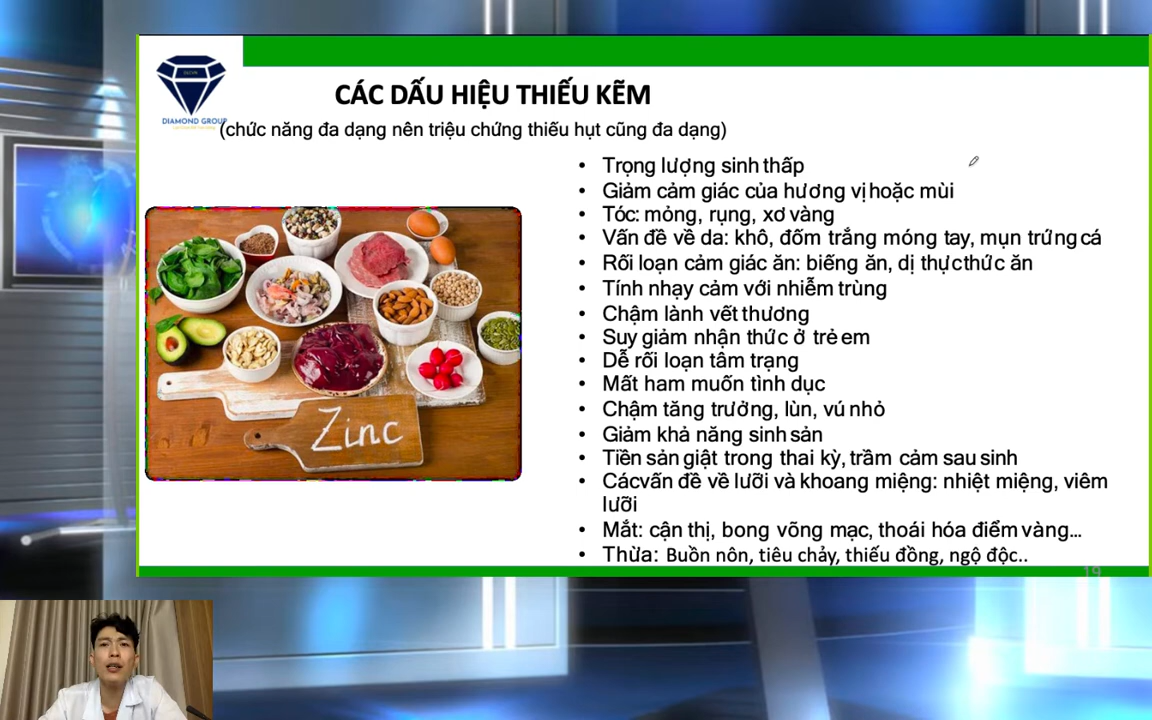 DIAMOND GROUP
CÁC DẤU HIỆU THIẾU KẼM
(chức năng đa dạng nên triệu chứng thiếu hụt cũng đa dạng)
• Trọng lượng sinh thấp
• Giảm cảm giác của hương vị hoặc mùi
• Tóc: mỏng, rụng, xơ vàng
• Vấn đề về da: khô, đốm trắng móng tay, mụn trứng cá
• Rối loạn cảm giác ăn: biếng ăn, dị thực thức ăn
• Tính nhạy cảm với nhiễm trùng
• Chậm lành vết thương
• Suy giảm nhận thức ở trẻ em
• Dễ rối loạn tâm trạng
• Mất ham muốn tình dục
• Chậm tăng trưởng, lùn, vú nhỏ
• Giảm khả năng sinh sản
• Tiền sản giật trong thai kỳ, trầm cảm sau sinh
• Các vấn đề về lưỡi và khoang miệng: nhiệt miệng, viêm
lưỡi
• Mắt: cận thị, bong võng mạc, thoái hóa điểm vàng...
• Thừa: Buồn nôn, tiêu chảy, thiếu đồng, ngộ độc..
Zinc
19